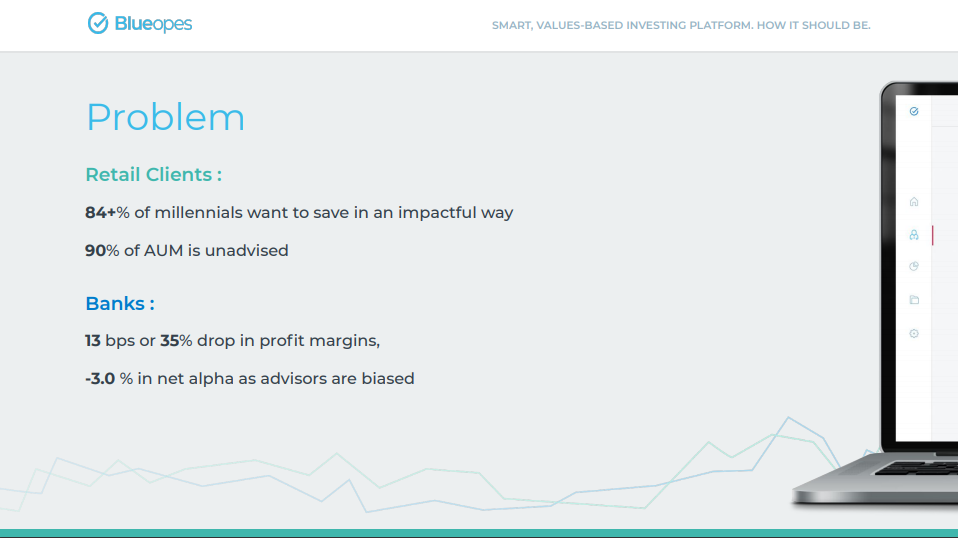 Blueopes
SMART, VALUES-BASED INVESTING PLATFORM. HOW IT SHOULD BE.
Problem
Retail Clients :
84+% of millennials want to save in an impactful way
90% of AUM is unadvised
Banks :
13 bps or 35% drop in profit margins,
-3.0 % in net alpha as advisors are biased